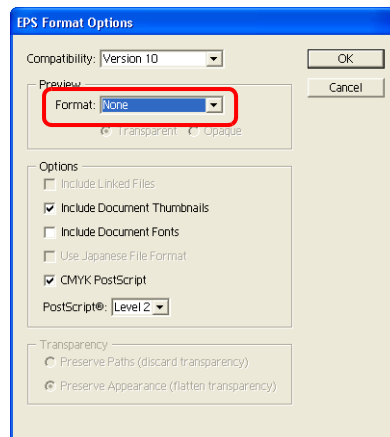 EPS Format Options
Compatibility: Version 10
OK
Preview
Cancel
Format: None
Transparent Opaque
Options
Include Linked Files
Include Document Thumbnails
Include Document Fonts
Use Japanese File Format
CMYK PostScript
PostScript®: Level 2
Transparency
Preserve Paths (discard transparency)
Preserve Appearance (flatten transparency)